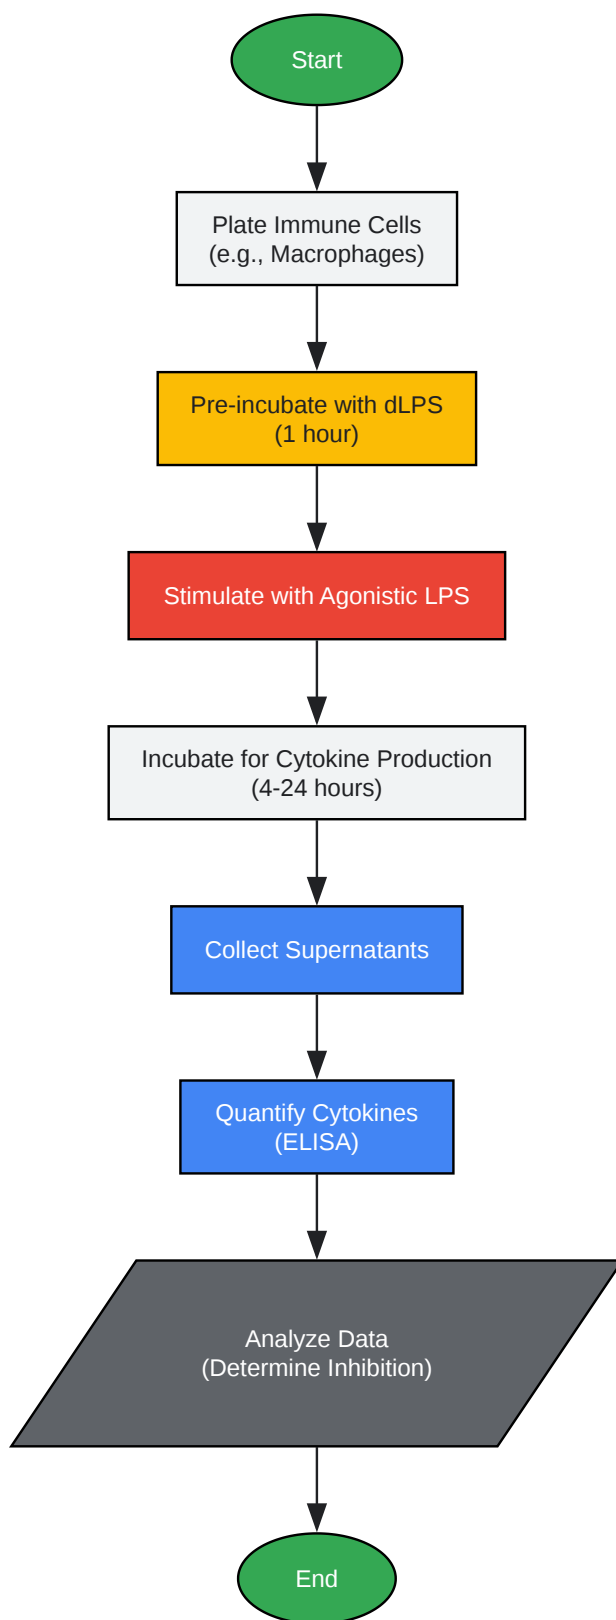 Start
Plate Immune Cells
(e.g., Macrophages)
Pre-incubate with dLPS
(1 hour)
Stimulate with Agonistic LPS
Incubate for Cytokine Production
(4-24 hours)
Collect Supernatants
Quantify Cytokines
(ELISA)
Analyze Data
(Determine Inhibition)
End